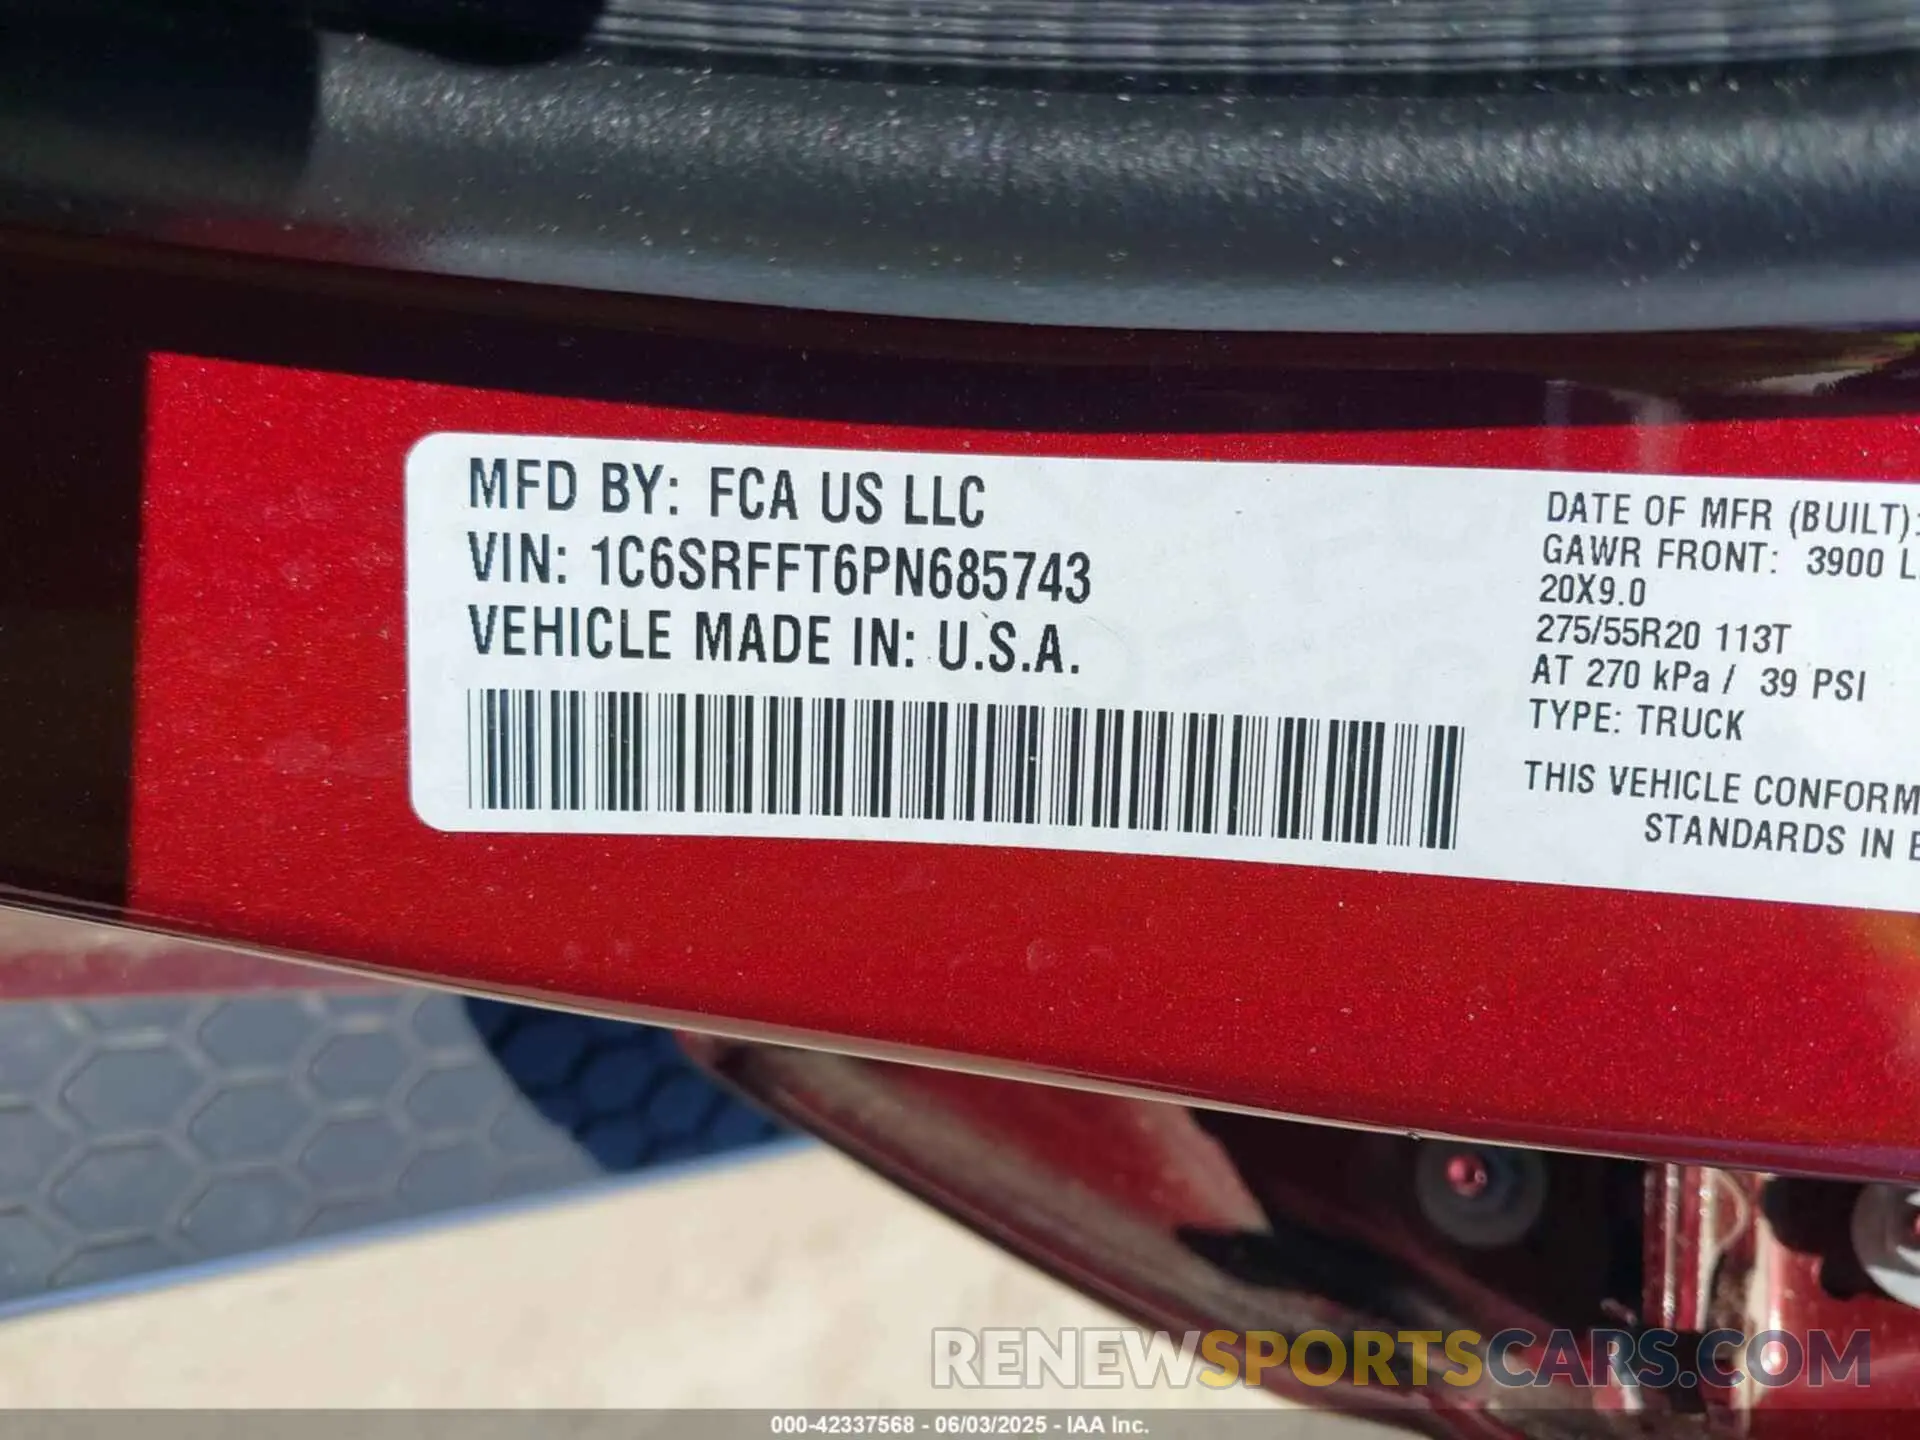 MFD BY: FCA US LLC
VIN: 1C6SRFFT6PN685743
VEHICLE MADE IN: U.S.A.
DATE OF MFR (BUILT):
GAWR FRONT: 3900 L
20X9.0
275/55R20 113T
AT 270 kPa / 39 PSI
TYPE: TRUCK
THIS VEHICLE CONFORM
STANDARDS IN E
RENEWSPORTSCARS.COM
000-42337568 - 06/03/2025 - IAA Inc.